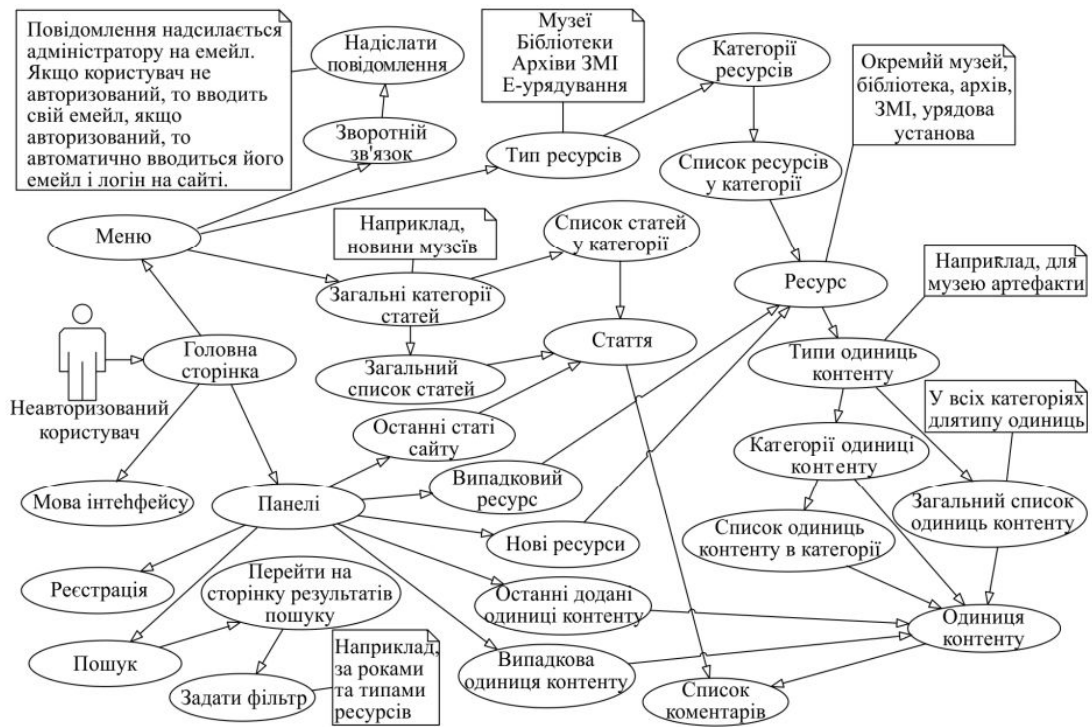 Повідомлення надсилається
адміністратору на емейл.
Якщо користувач не
авторизований, то вводить
свій емейл, якщо
авторизований, то
автоматично вводиться його
емейл і логін на сайті.
Надіслати
повідомлення
Музеї
Бібліотеки
Архіви ЗМІ
Е-урядування
Категорії
ресурсів
Окремий музей,
бібліотека, архів,
ЗМІ, урядова
установа
Зворотній
зв'язок
Тип ресурсів
Список ресурсів
у категорії
Меню
Наприклад,
новини музеїв
Список статей
у категорії
Ресурс
Наприклад, для
музею артефакти
Загальні категорії
статей
Головна
сторінка
Стаття
Типи одиниць
контенту
Загальний
список статей
Неавторизований
користувач
Останні статі
сайту
У всіх категоріях
длятипу одиниць
Категорії одиниці
контенту
Мова інтеhфейсу
Панелі
Випадковий
ресурс
Загальний список
одиниць контенту
Нові ресурси
Список одиниць
контенту в категорії
Реєстрація
Перейти на
сторінку результатів
пошуку
Останні додані
одиниці контенту
Одиниця
контенту
Пошук
Задати фільтр
Наприклад,
за роками
та типами
ресурсів
Випадкова
одиниця контенту
Список
коментарів